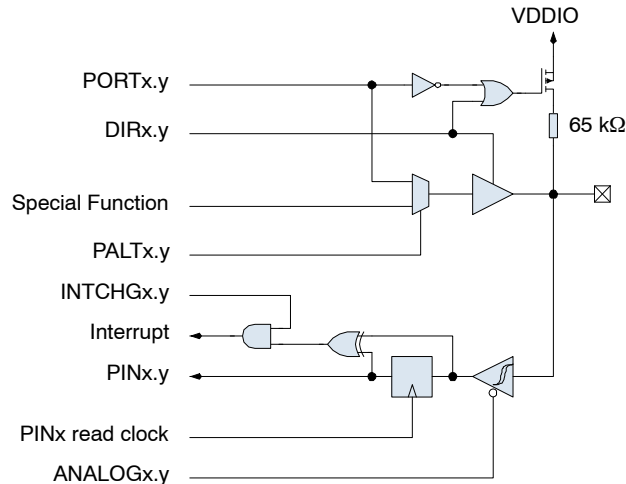 VDDIO
PORTx.y
65 kΩ
DIRx.y
Special Function
PALTx.y
INTCHGx.y
Interrupt
PINx.y
PINx read clock
ANALOGx.y